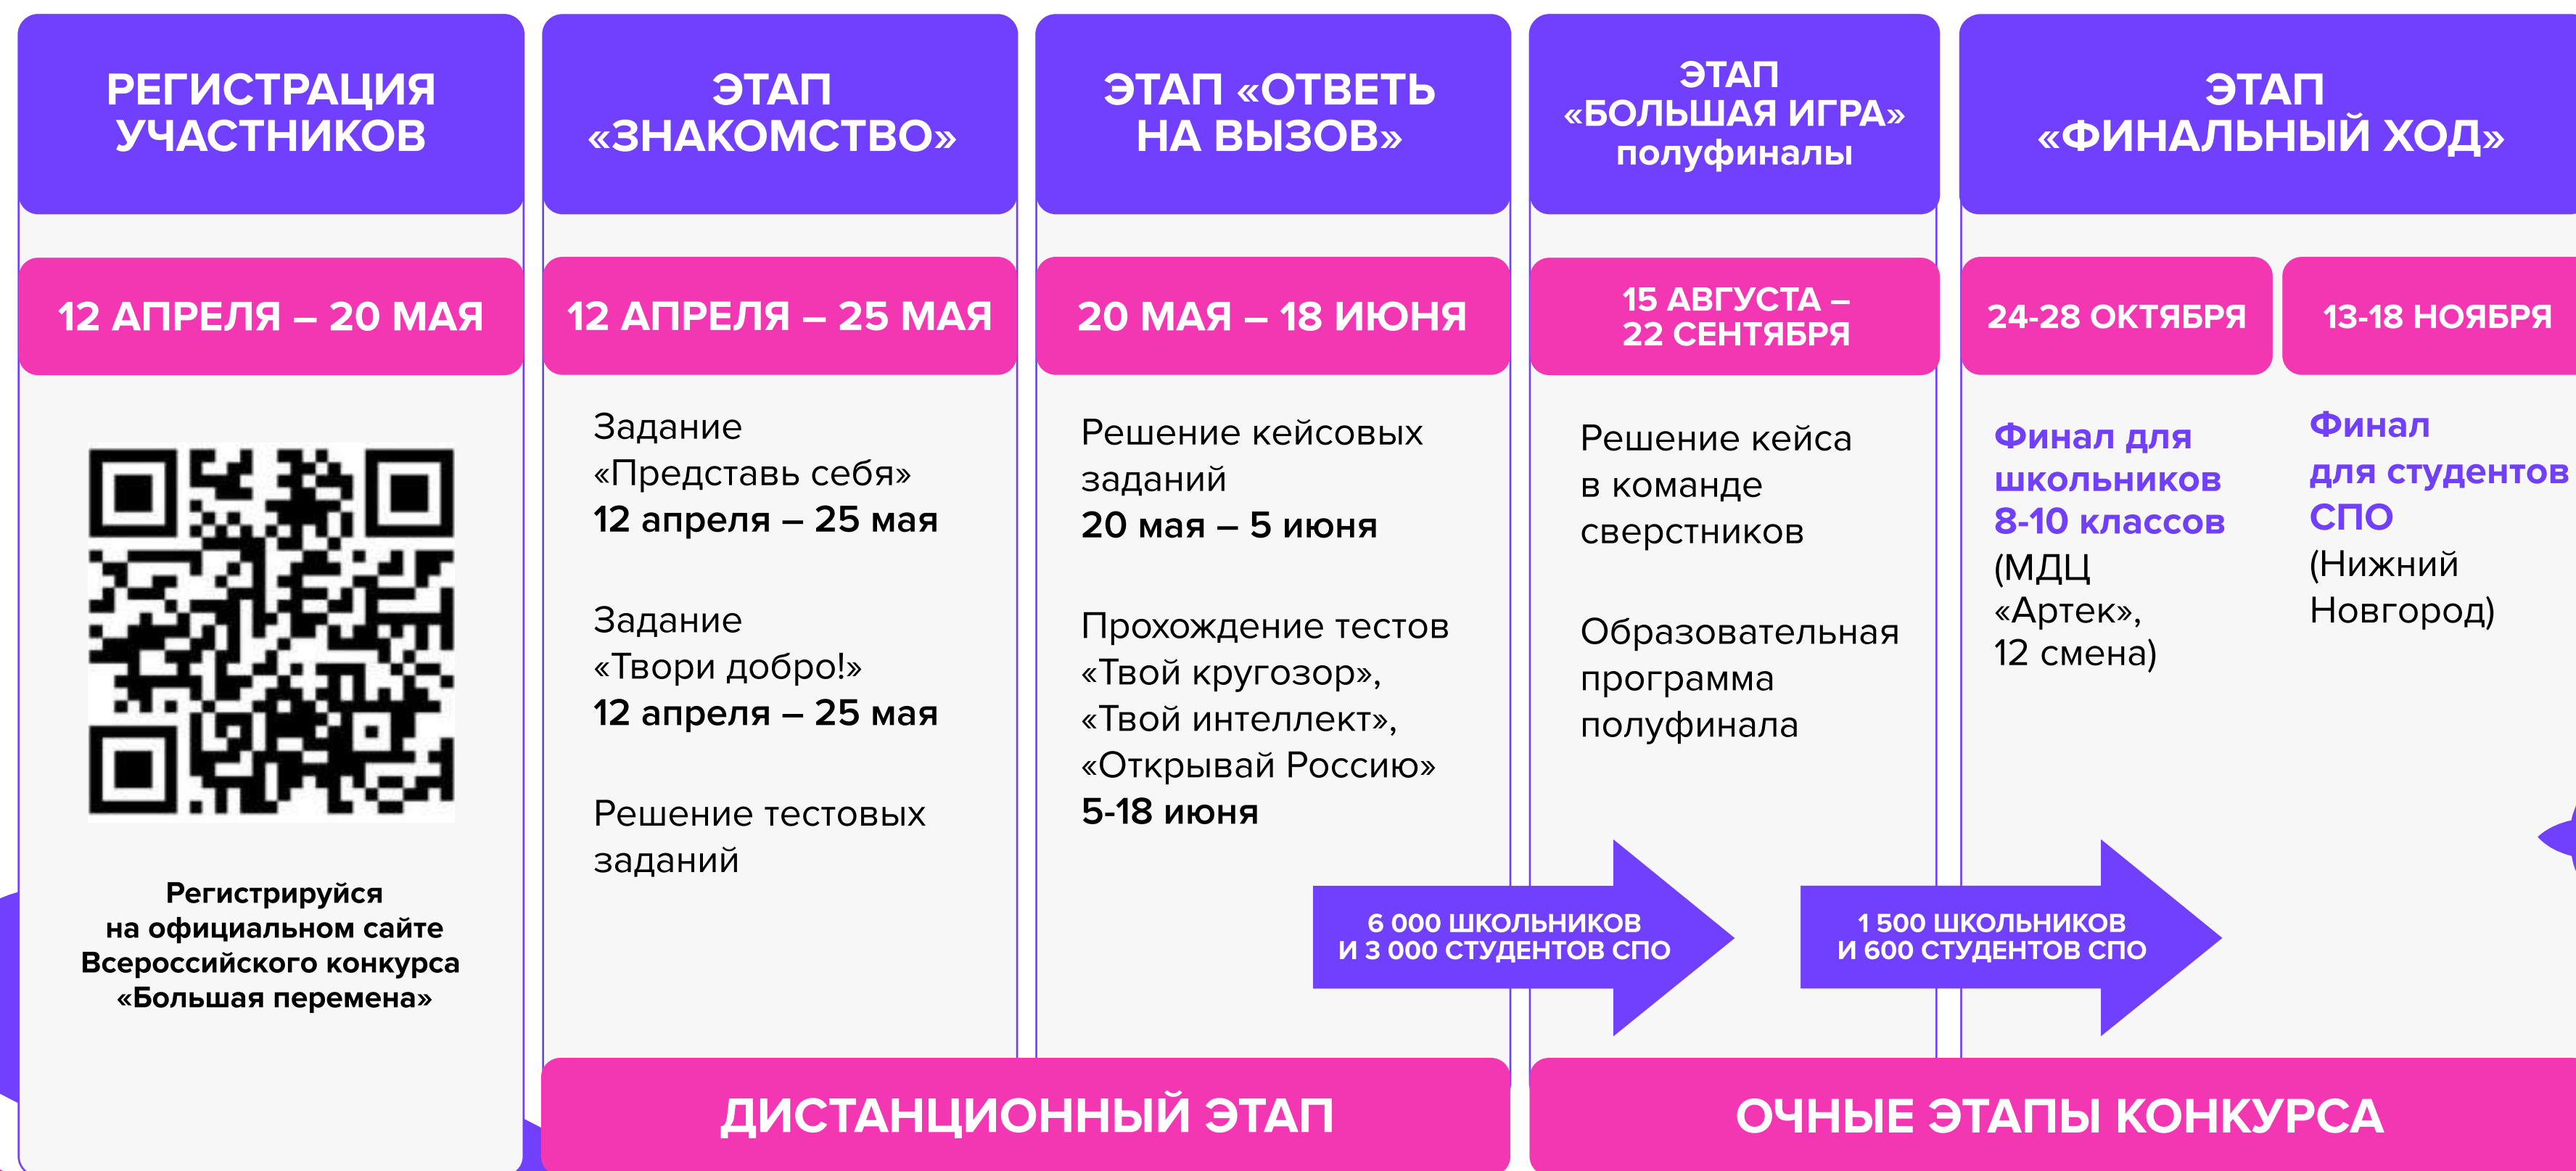 РЕГИСТРАЦИЯ
УЧАСТНИКОВ
12 АПРЕЛЯ – 20 МАЯ
Регистрируйся
на официальном сайте
Всероссийского конкурса
«Большая перемена»
ЭТАП
«ЗНАКОМСТВО»
12 АПРЕЛЯ – 25 МАЯ
Задание
«Представь себя»
12 апреля – 25 мая
Задание
«Твори добро!»
12 апреля – 25 мая
Решение тестовых
заданий
ЭТАП «ОТВЕТЬ
НА ВЫЗОВ»
20 МАЯ – 18 ИЮНЯ
Решение кейсовых
заданий
20 мая – 5 июня
Прохождение тестов
«Твой кругозор»,
«Твой интеллект»,
«Открывай Россию»
5-18 июня
6 000 ШКОЛЬНИКОВ
И 3 000 СТУДЕНТОВ СПО
ДИСТАНЦИОННЫЙ ЭТАП
ЭТАП
«БОЛЬШАЯ ИГРА»
полуфиналы
15 АВГУСТА –
22 СЕНТЯБРЯ
Решение кейса
в команде
сверстников
Образовательная
программа
полуфинала
1 500 ШКОЛЬНИКОВ
И 600 СТУДЕНТОВ СПО
ЭТАП
«ФИНАЛЬНЫЙ ХОД»
24-28 ОКТЯБРЯ
Финал для
школьников
8-10 классов
(МДЦ
«Артек»,
12 смена)
13-18 НОЯБРЯ
Финал
для студентов
СПО
(Нижний
Новгород)
ОЧНЫЕ ЭТАПЫ КОНКУРСА